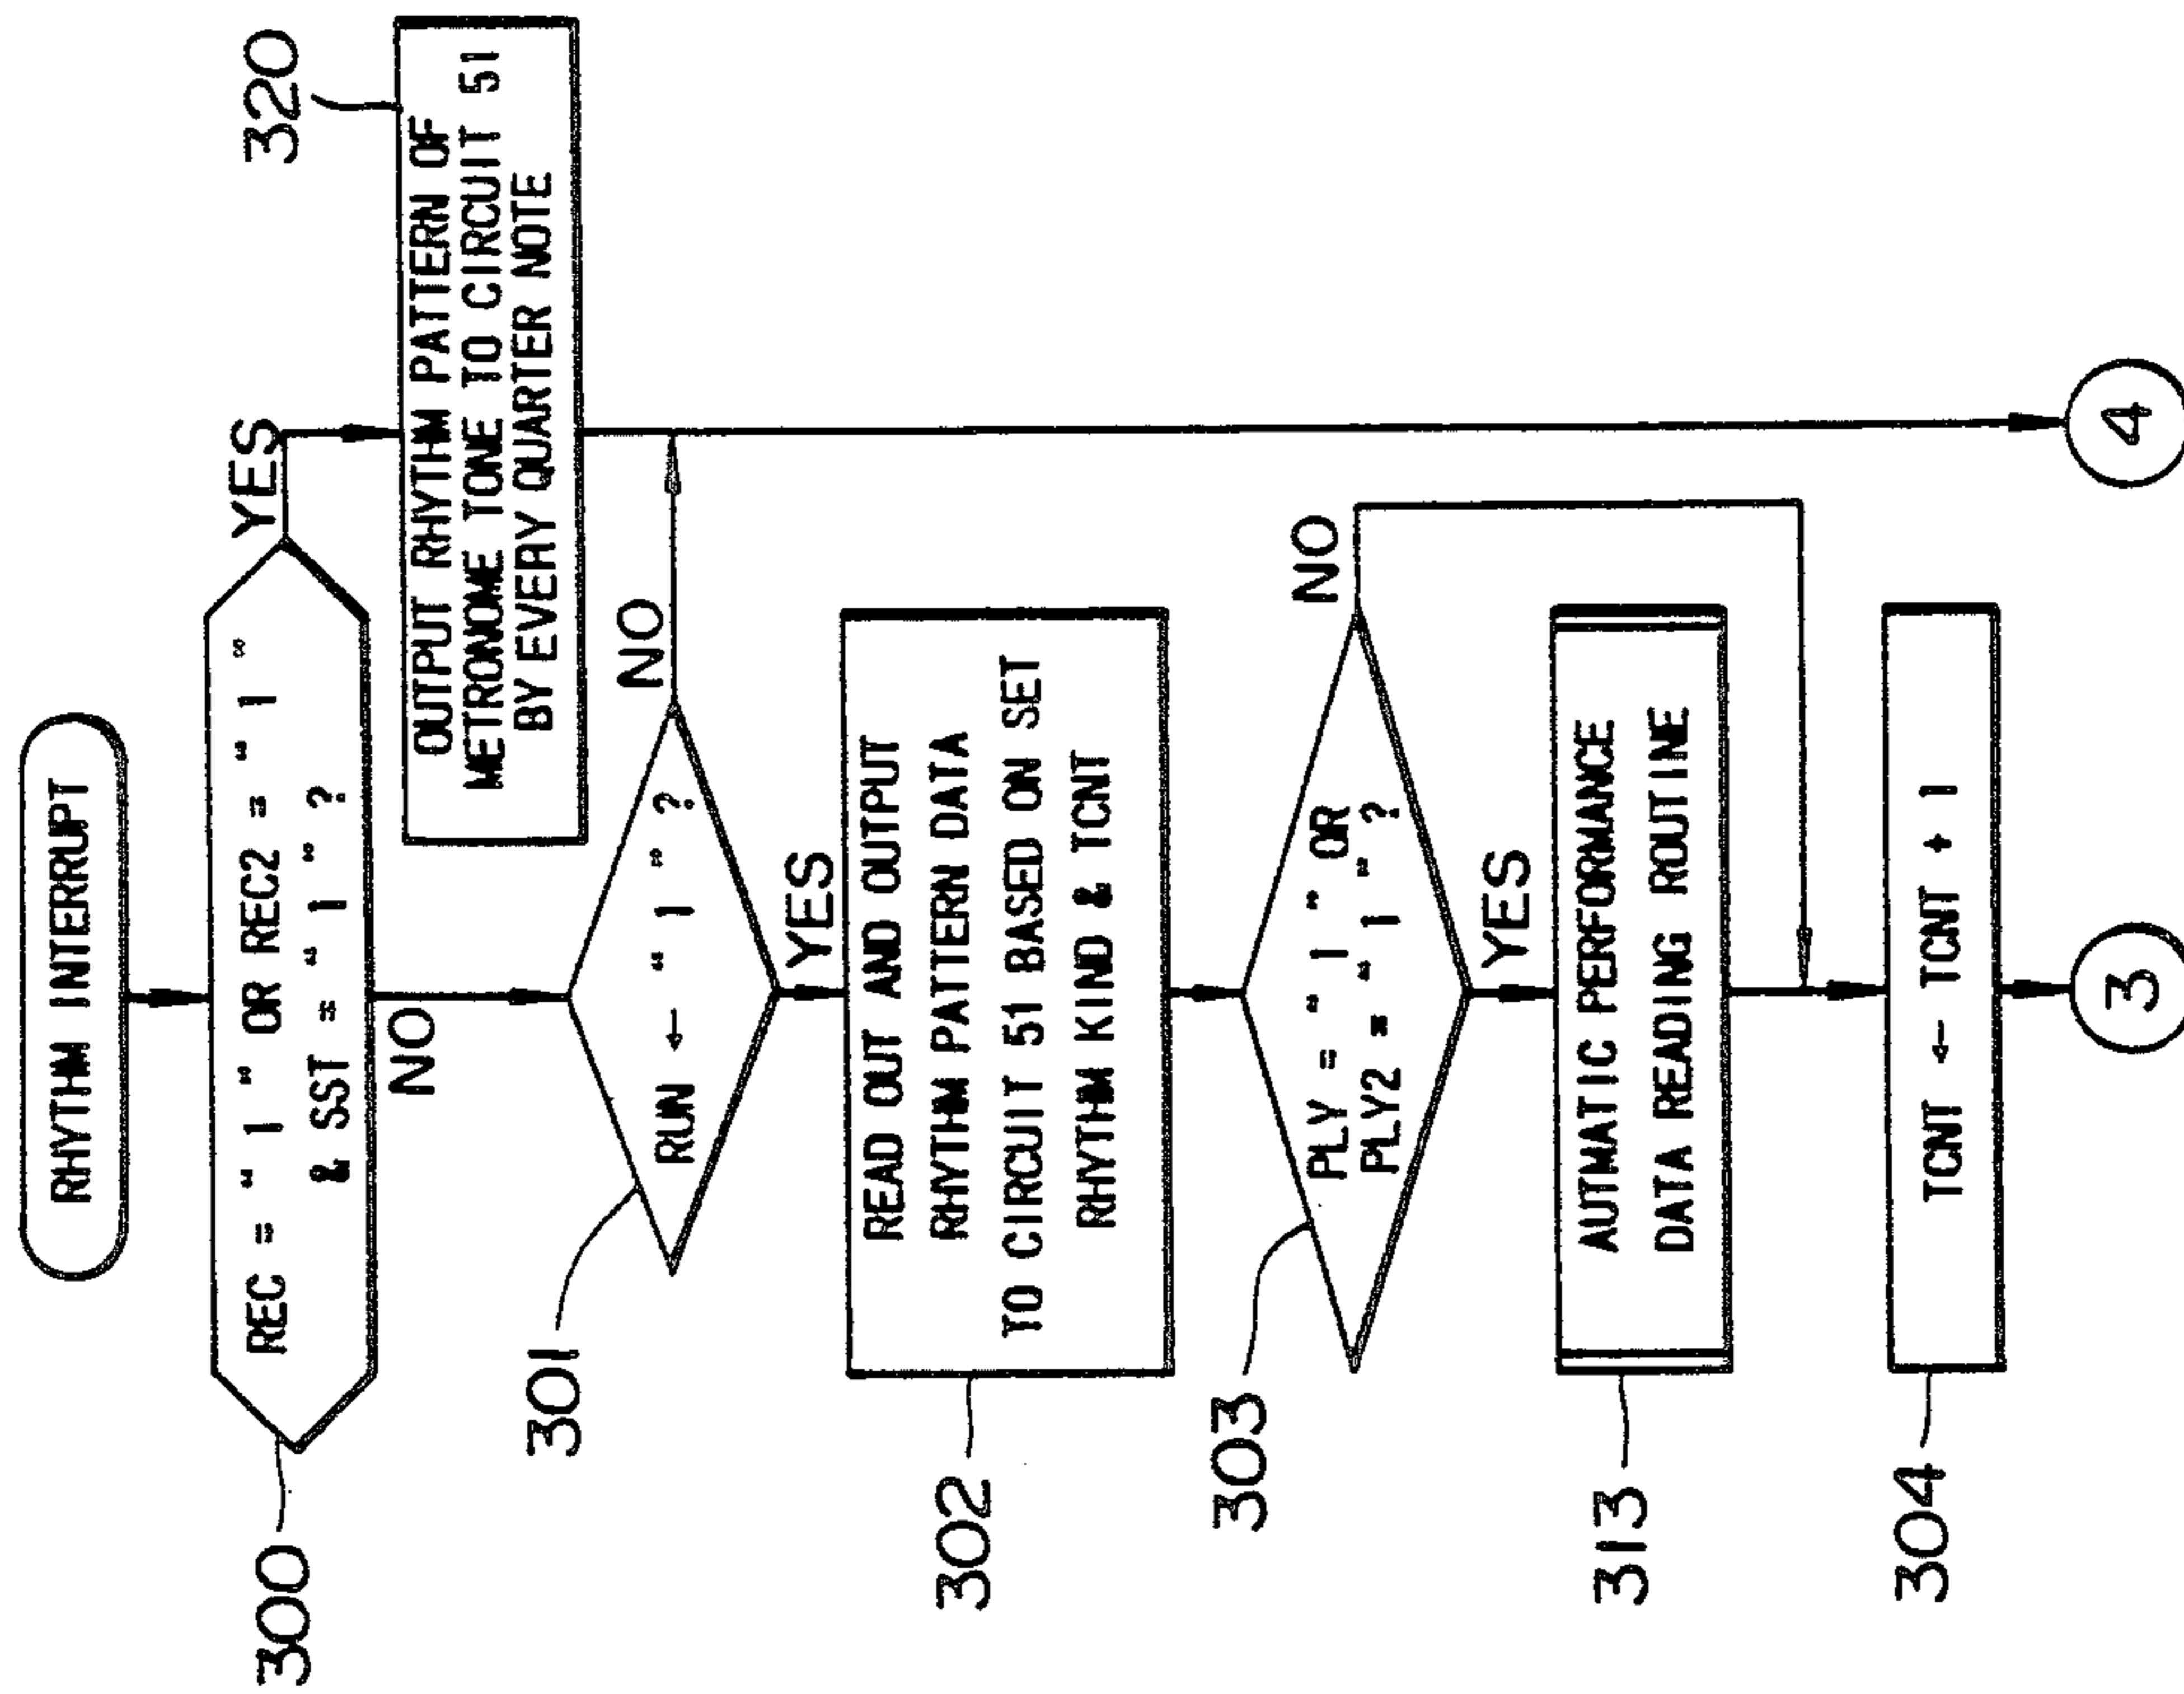 RHYTHM INTERRUPT
300
REC = “ 1 ” OR REC2 = “ 1 ”
& SST = “ 1 ” ?
YES
NO
320
OUTPUT RHYTHM PATTERN OF
METRONOME TONE TO CIRCUIT 51
BY EVERY QUARTER NOTE
301
RUN ← “ 1 ” ?
NO
YES
302
READ OUT AND OUTPUT
RHYTHM PATTERN DATA
TO CIRCUIT 51 BASED ON SET
RHYTHM KIND & TCNT
303
PLY = “ 1 ” OR
PLY2 = “ 1 ” ?
NO
YES
313
AUTMATIC PERFORMANCE
DATA READING ROUTINE
304
TCNT ← TCNT + 1
3
4